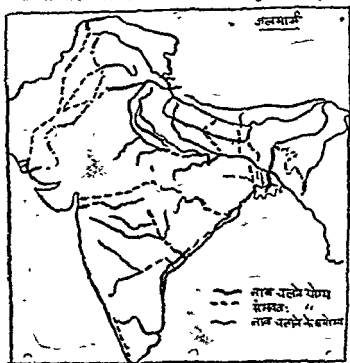 जलमार्ग
नाव चलने योग्य
संभवतः "
नाव चलाने के अयोग्य